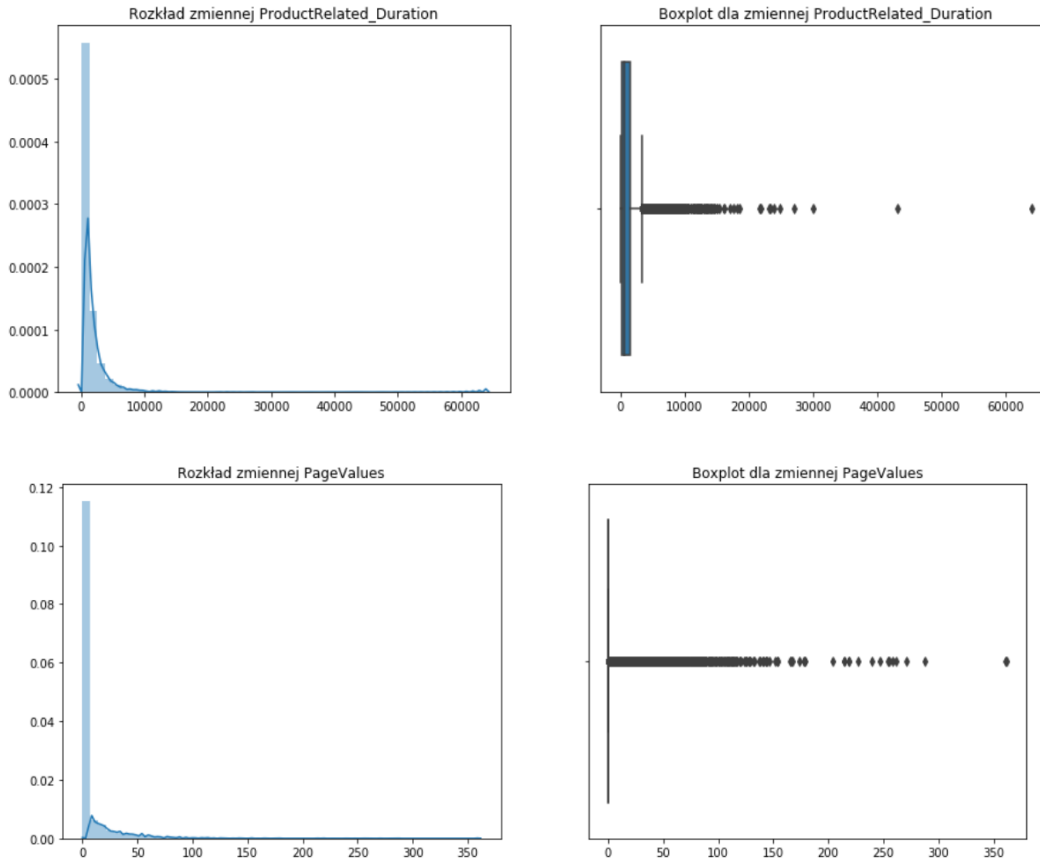 Rozkład zmiennej ProductRelated_Duration
Boxplot dla zmiennej ProductRelated_Duration
0.0005
0.0004
0.0003
0.0002
0.0001
0.0000
0 10000 20000 30000 40000 50000 60000
0 10000 20000 30000 40000 50000 60000
Rozkład zmiennej PageValues
Boxplot dla zmiennej PageValues
0.12
0.10
0.08
0.06
0.04
0.02
0.00
0 50 100 150 200 250 300 350
0 50 100 150 200 250 300 350